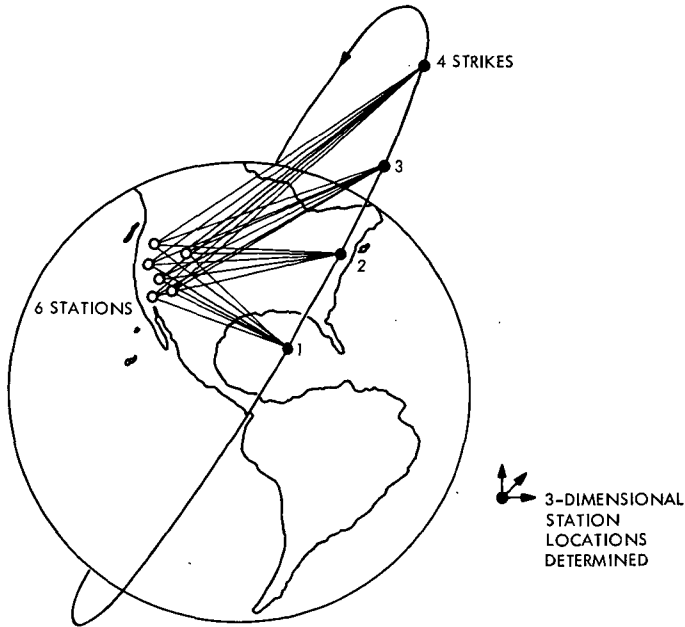 4 STRIKES
3
2
6 STATIONS
1
3-DIMENSIONAL
STATION
LOCATIONS
DETERMINED